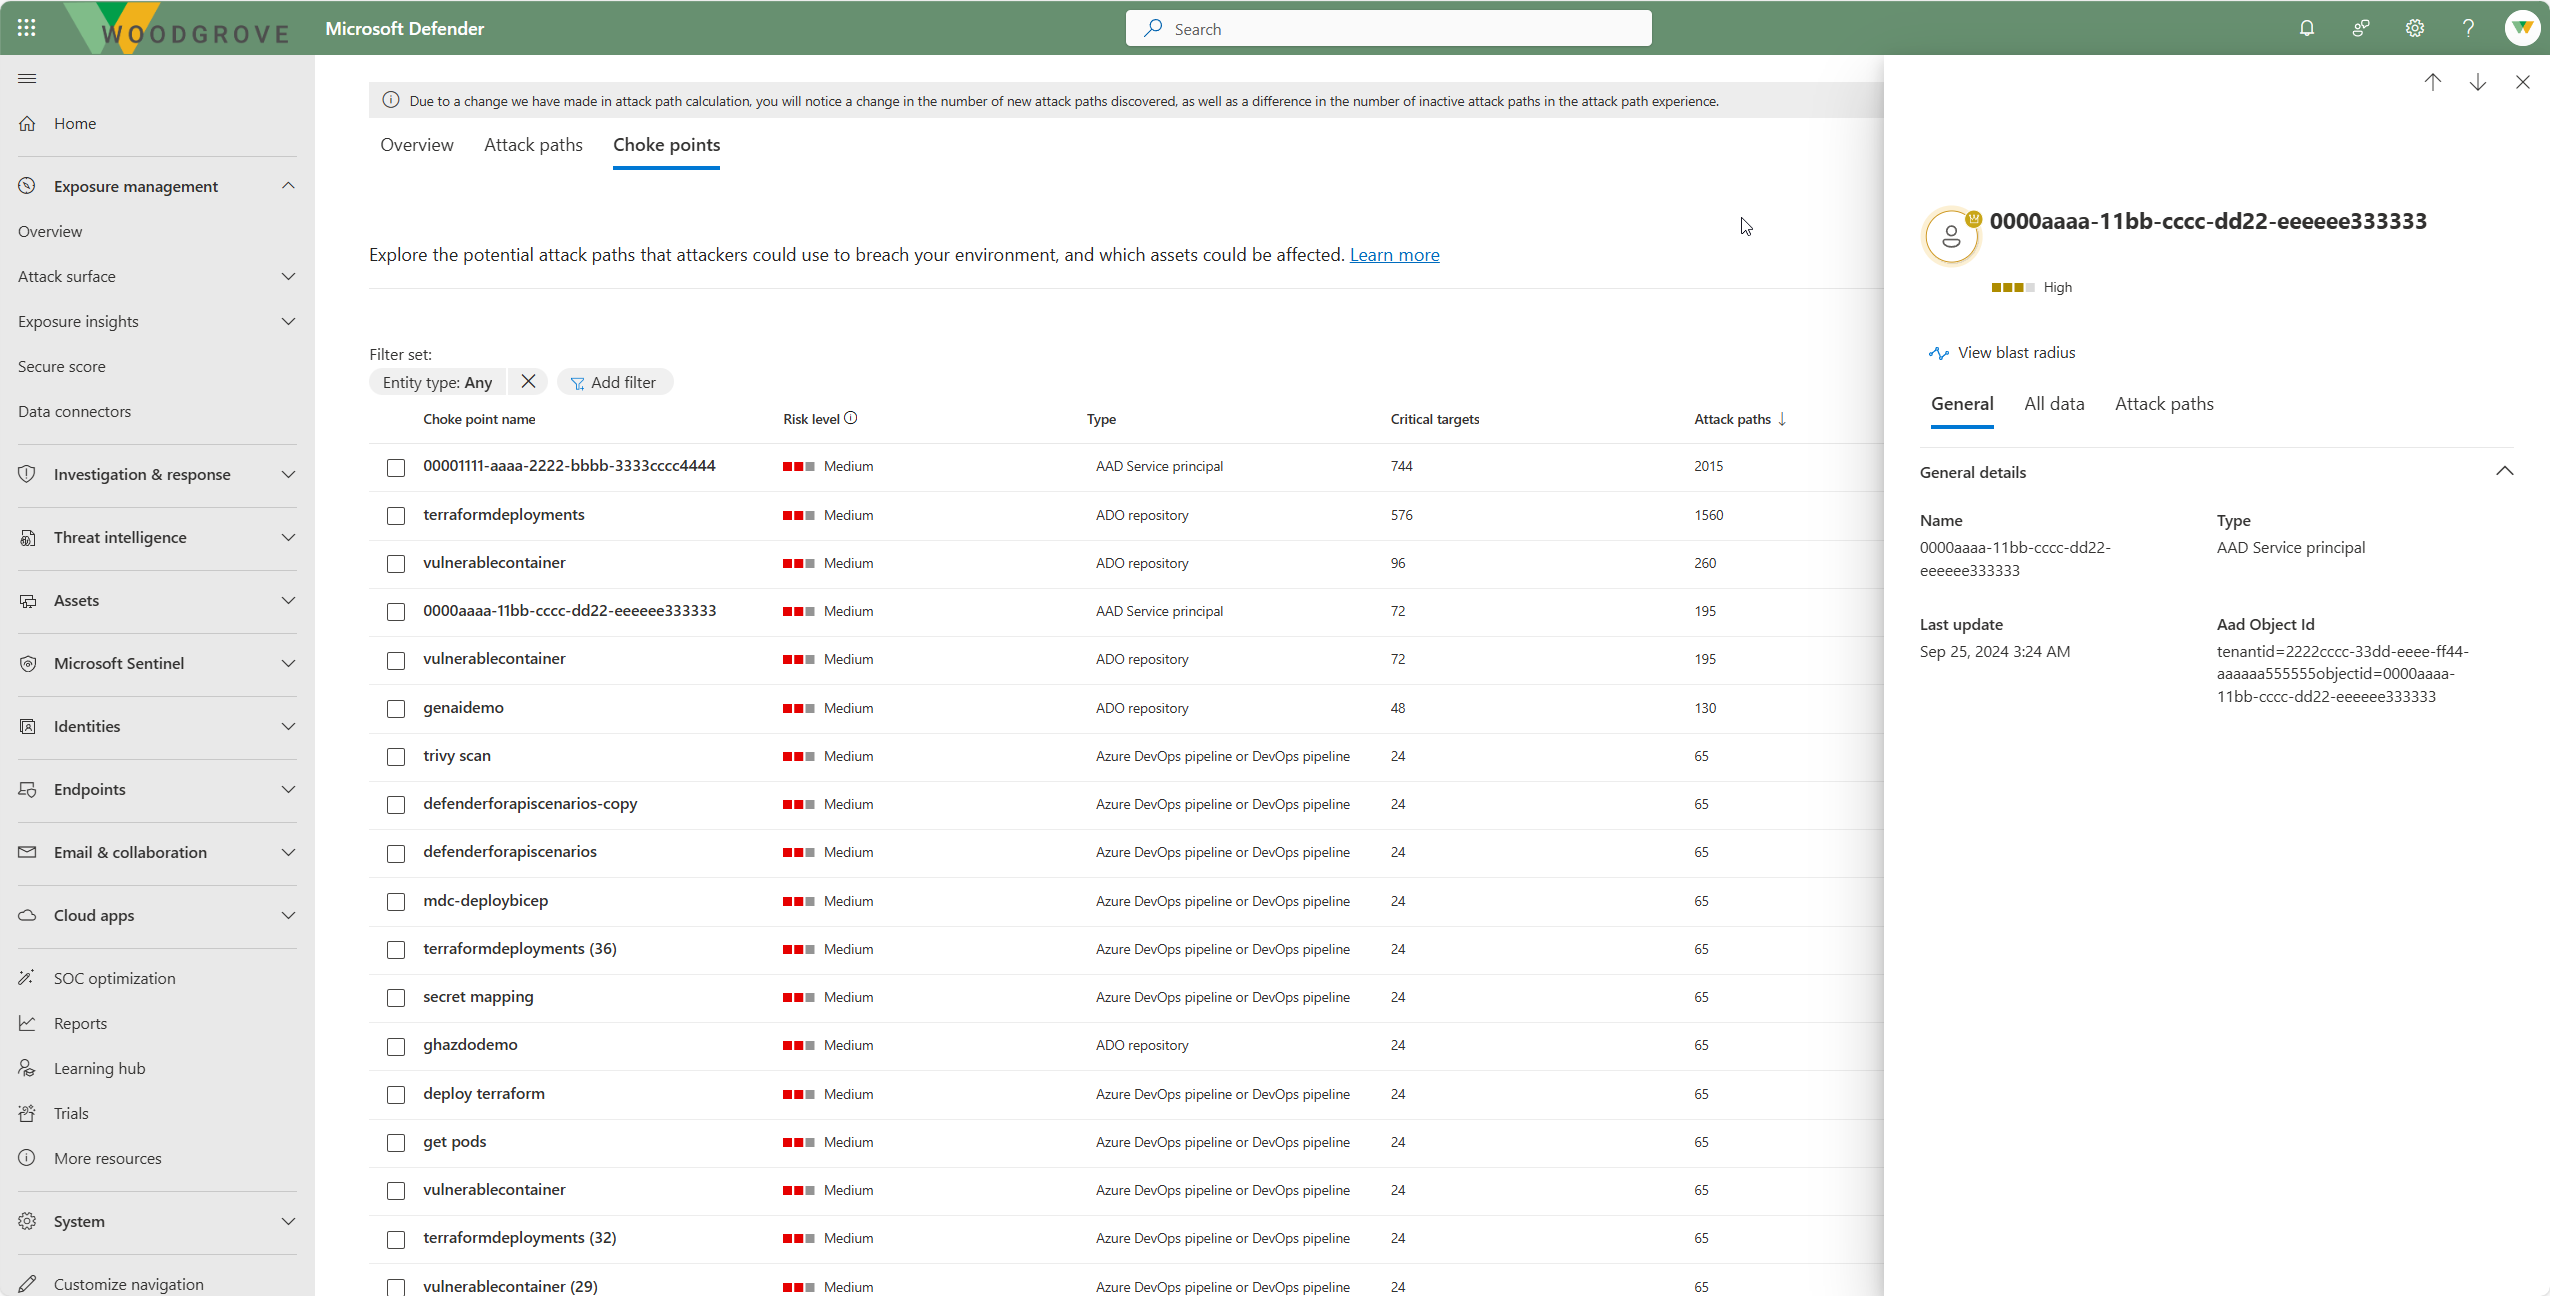 WOODGROVE
Microsoft Defender
Search
Home
Exposure management
Overview
Attack surface
Exposure insights
Secure score
Data connectors
Investigation & response
Threat intelligence
Assets
Microsoft Sentinel
Identities
Endpoints
Email & collaboration
Cloud apps
SOC optimization
Reports
Learning hub
Trials
More resources
System
Customize navigation
Due to a change we have made in attack path calculation, you will notice a change in the number of new attack paths discovered, as well as a difference in the number of inactive attack paths in the attack path experience.
Overview Attack paths Choke points
Explore the potential attack paths that attackers could use to breach your environment, and which assets could be affected. Learn more
Filter set:
Entity type: Any Add filter
Choke point name Risk level Type Critical targets Attack paths
00001111-aaaa-2222-bbbb-3333cccc4444 Medium AAD Service principal 744 2015
terraformdeployments Medium ADO repository 576 1560
vulnerablecontainer Medium ADO repository 96 260
0000aaaa-11bb-cccc-dd22-eeeeee333333 Medium AAD Service principal 72 195
vulnerablecontainer Medium ADO repository 72 195
genaidemo Medium ADO repository 48 130
trivy scan Medium Azure DevOps pipeline or DevOps pipeline 24 65
defenderforapiscenarios-copy Medium Azure DevOps pipeline or DevOps pipeline 24 65
defenderforapiscenarios Medium Azure DevOps pipeline or DevOps pipeline 24 65
mdc-deploybicep Medium Azure DevOps pipeline or DevOps pipeline 24 65
terraformdeployments (36) Medium Azure DevOps pipeline or DevOps pipeline 24 65
secret mapping Medium Azure DevOps pipeline or DevOps pipeline 24 65
ghazdodemo Medium ADO repository 24 65
deploy terraform Medium Azure DevOps pipeline or DevOps pipeline 24 65
get pods Medium Azure DevOps pipeline or DevOps pipeline 24 65
vulnerablecontainer Medium Azure DevOps pipeline or DevOps pipeline 24 65
terraformdeployments (32) Medium Azure DevOps pipeline or DevOps pipeline 24 65
vulnerablecontainer (29) Medium Azure DevOps pipeline or DevOps pipeline 24 65
0000aaaa-11bb-cccc-dd22-eeeeee333333
High
View blast radius
General All data Attack paths
General details
Name
0000aaaa-11bb-cccc-dd22-
eeeeee333333
Type
AAD Service principal
Last update
Sep 25, 2024 3:24 AM
Aad Object Id
tenantid=2222cccc-33dd-eeee-ff44-
aaaaaa555555objectid=0000aaaa-
11bb-cccc-dd22-eeeeee333333